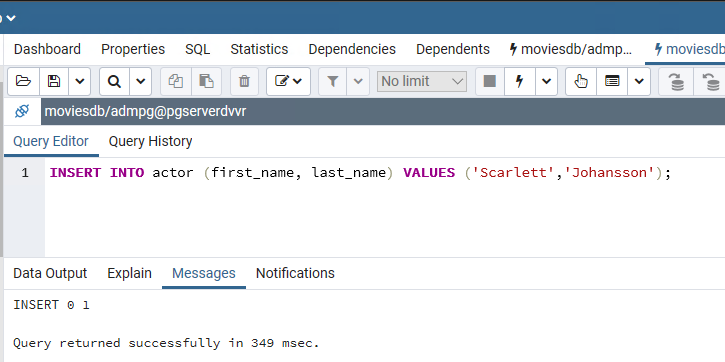 Dashboard Properties SQL Statistics Dependencies Dependents moviesdb/admp... moviesdb
No limit
moviesdb/admpg@pgserverdvvr
Query Editor Query History
1 INSERT INTO actor (first_name, last_name) VALUES ('Scarlett','Johansson');
Data Output Explain Messages Notifications
INSERT 0 1
Query returned successfully in 349 msec.